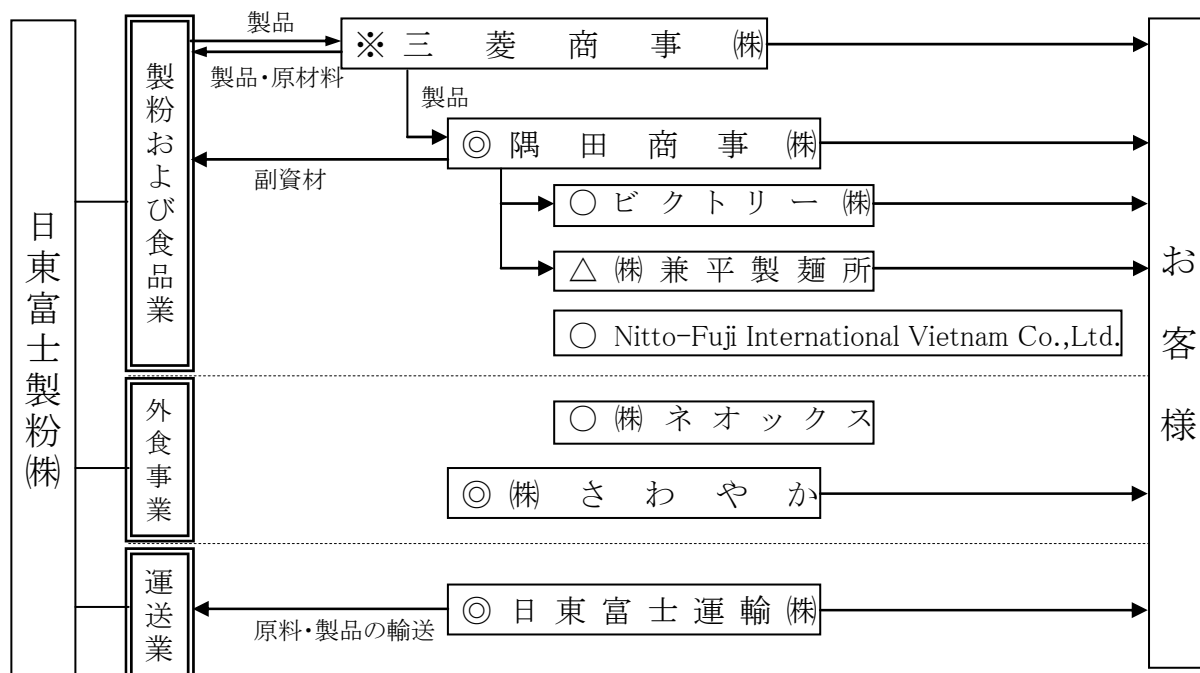 日東富士製粉㈱
製粉および食品業
製品
※三菱商事㈱
製品・原材料
製品
◎隅田商事㈱
副資材
○ビクトリー㈱
△㈱兼平製麺所
○ Nitto-Fuji International Vietnam Co.,Ltd.
外食事業
○㈱ネオックス
◎㈱さわやか
運送業
◎日東富士運輸㈱
原料・製品の輸送
お客様